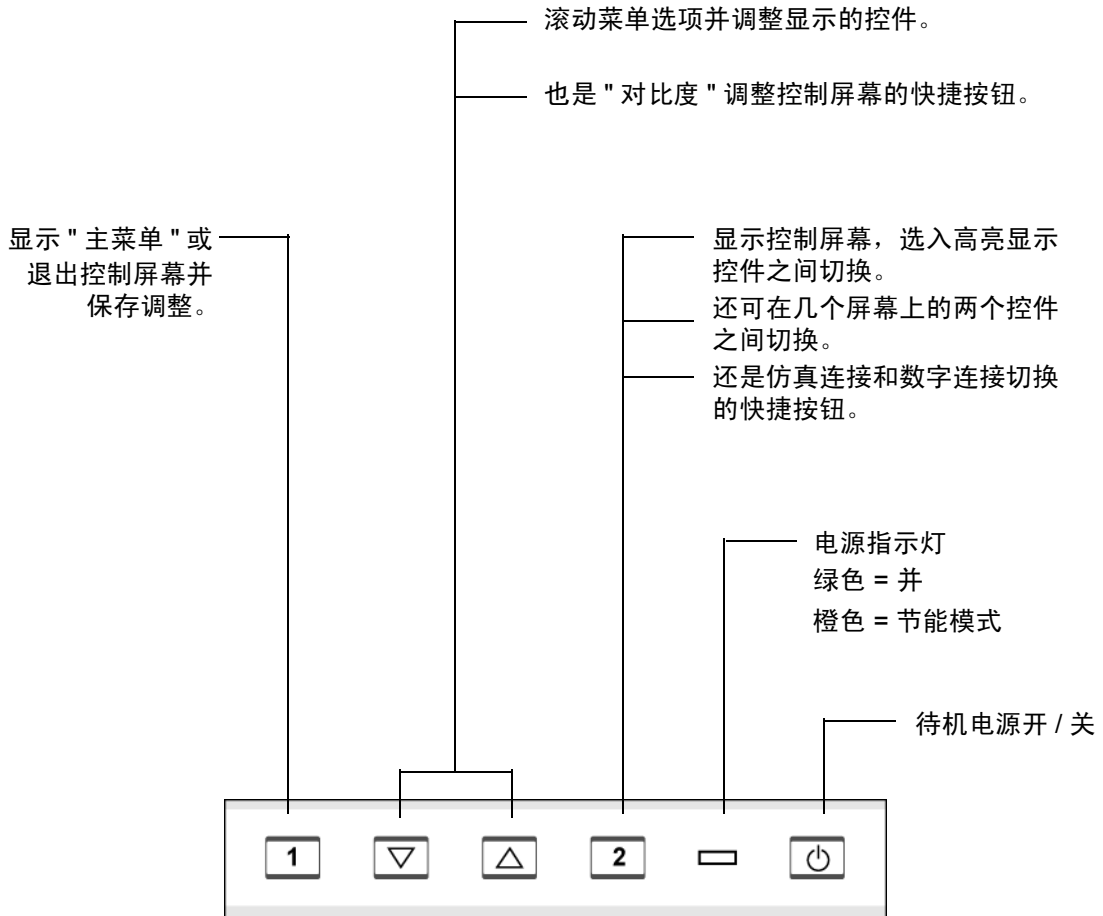 滚动菜单选项并调整显示的控件。
也是 " 对比度 " 调整控制屏幕的快捷按钮。
显示 " 主菜单 " 或
退出控制屏幕并
保存调整。
显示控制屏幕，选入高亮显示
控件之间切换。
还可在几个屏幕上的两个控件
之间切换。
还是仿真连接和数字连接切换
的快捷按钮。
电源指示灯
绿色 = 并
橙色 = 节能模式
待机电源开 / 关
1
2